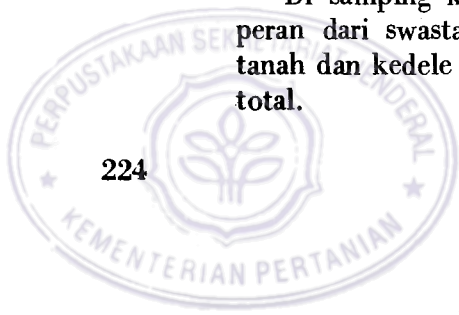 Di samping k
peran dari swasta
tanah dan kedele
total.
224
PERPUSTAKAAN SEKRETARIAT JENDERAL
KEMENTERIAN PERTANIAN